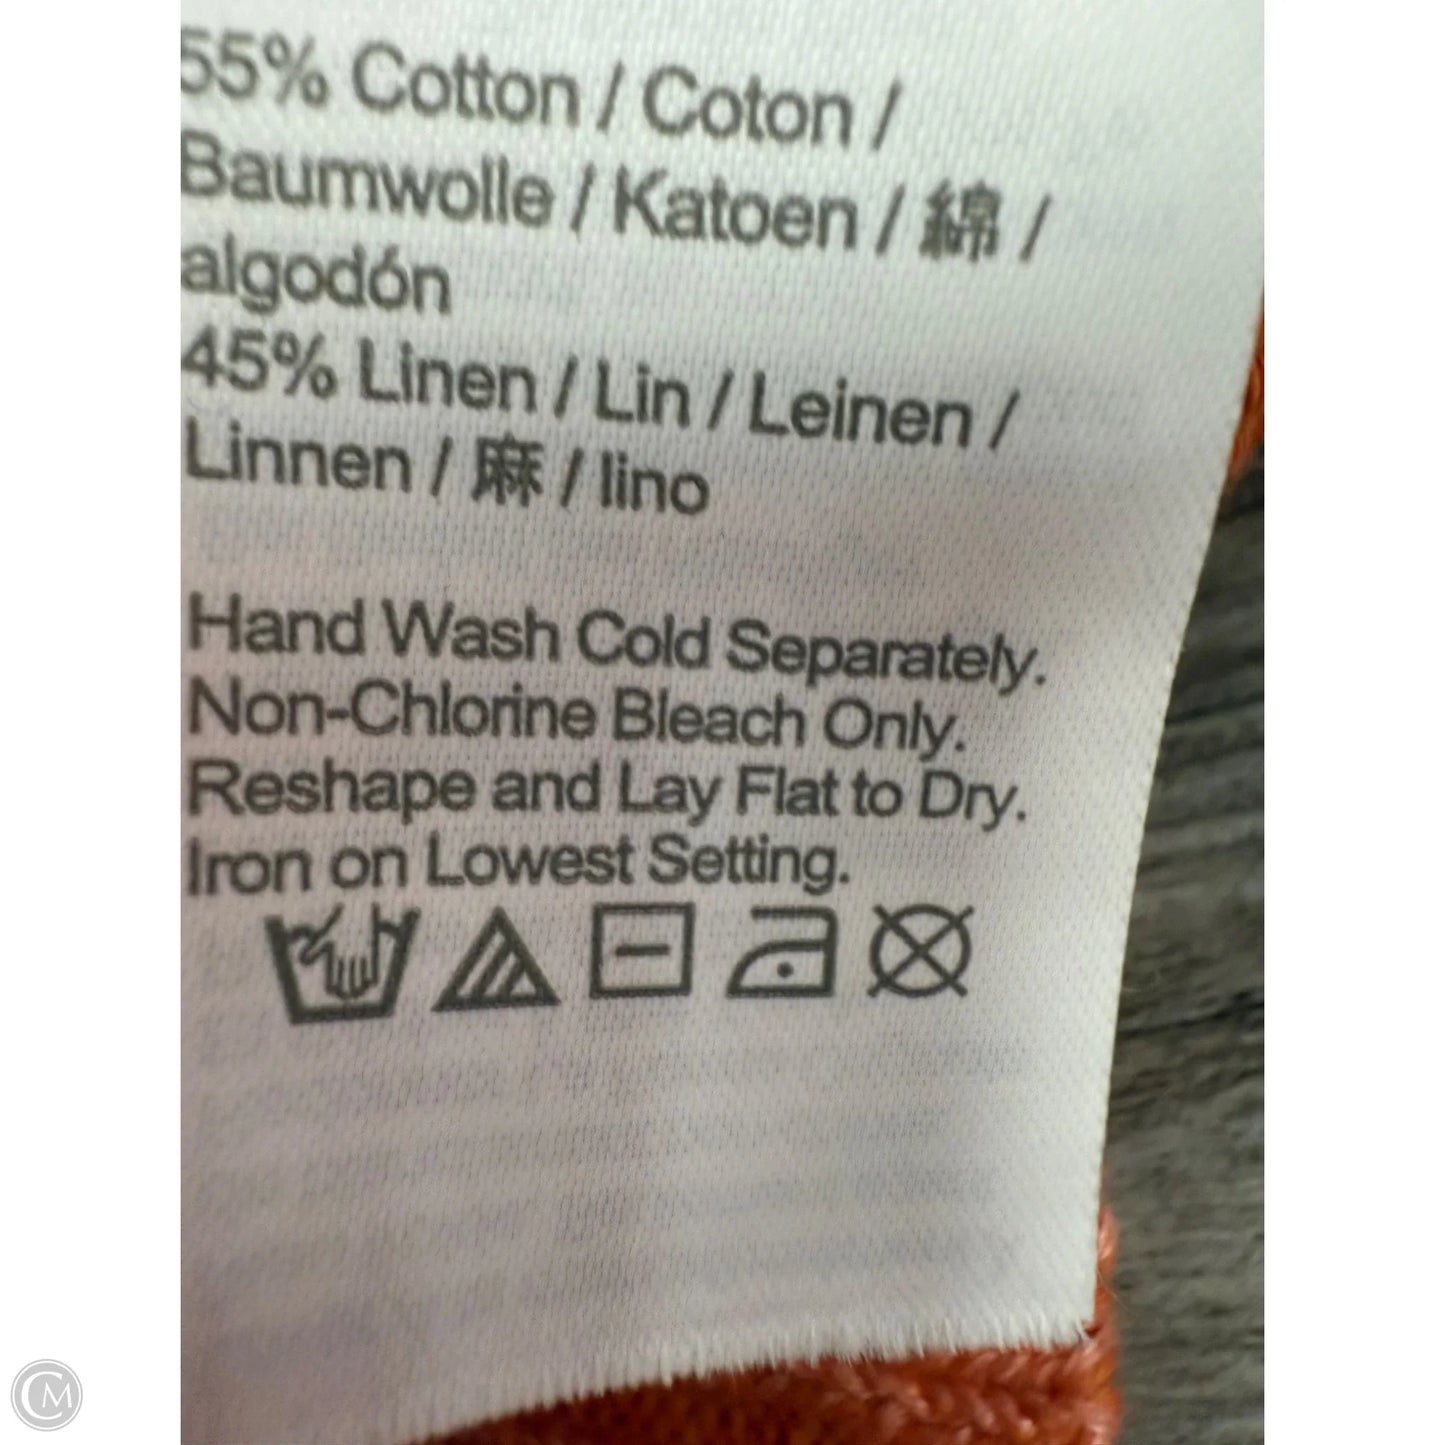 55% Cotton / Coton /
Baumwolle / Katoen / 綿 /
algodón
45% Linen / Lin / Leinen /
Linnen / 麻 / lino
Hand Wash Cold Separately.
Non-Chlorine Bleach Only.
Reshape and Lay Flat to Dry.
Iron on Lowest Setting.
CM